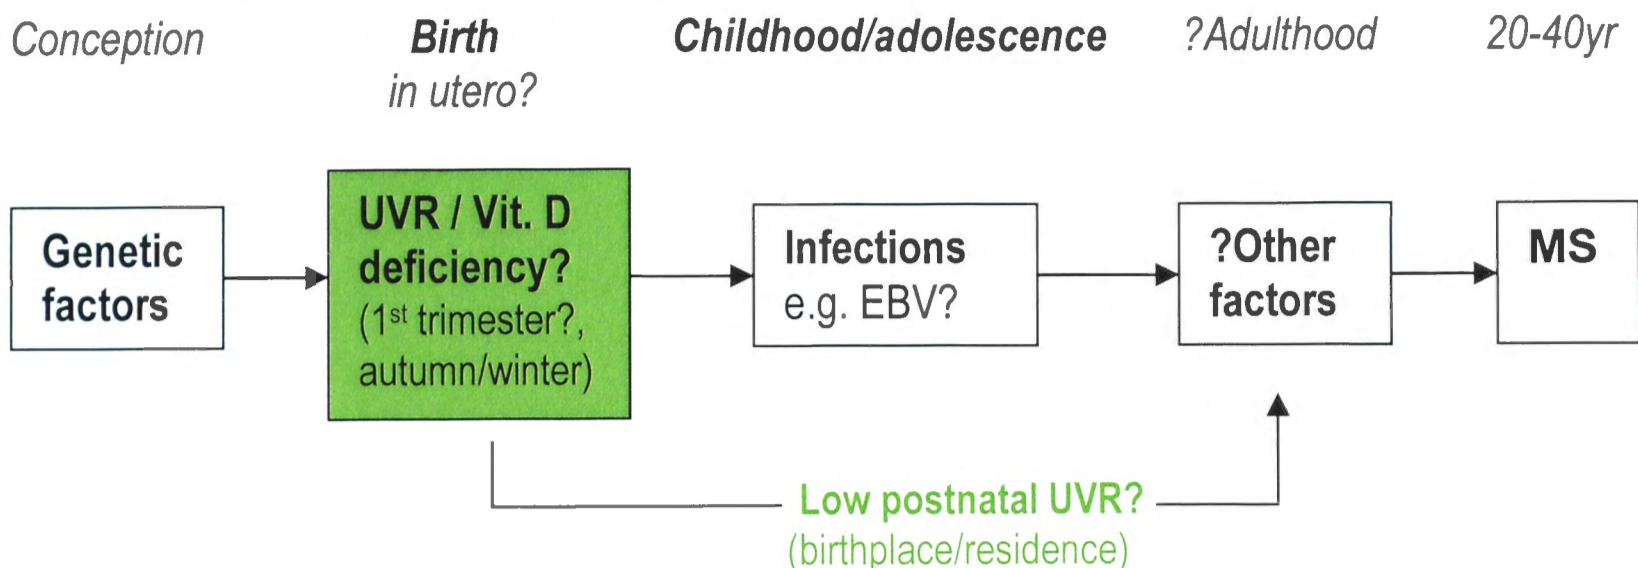 Conception
Birth
in utero?
Childhood/adolescence
?Adulthood
20-40yr
Genetic
factors
UVR / Vit. D
deficiency?
(1st trimester?,
autumn/winter)
Infections
e.g. EBV?
?Other
factors
MS
Low postnatal UVR?
(birthplace/residence)